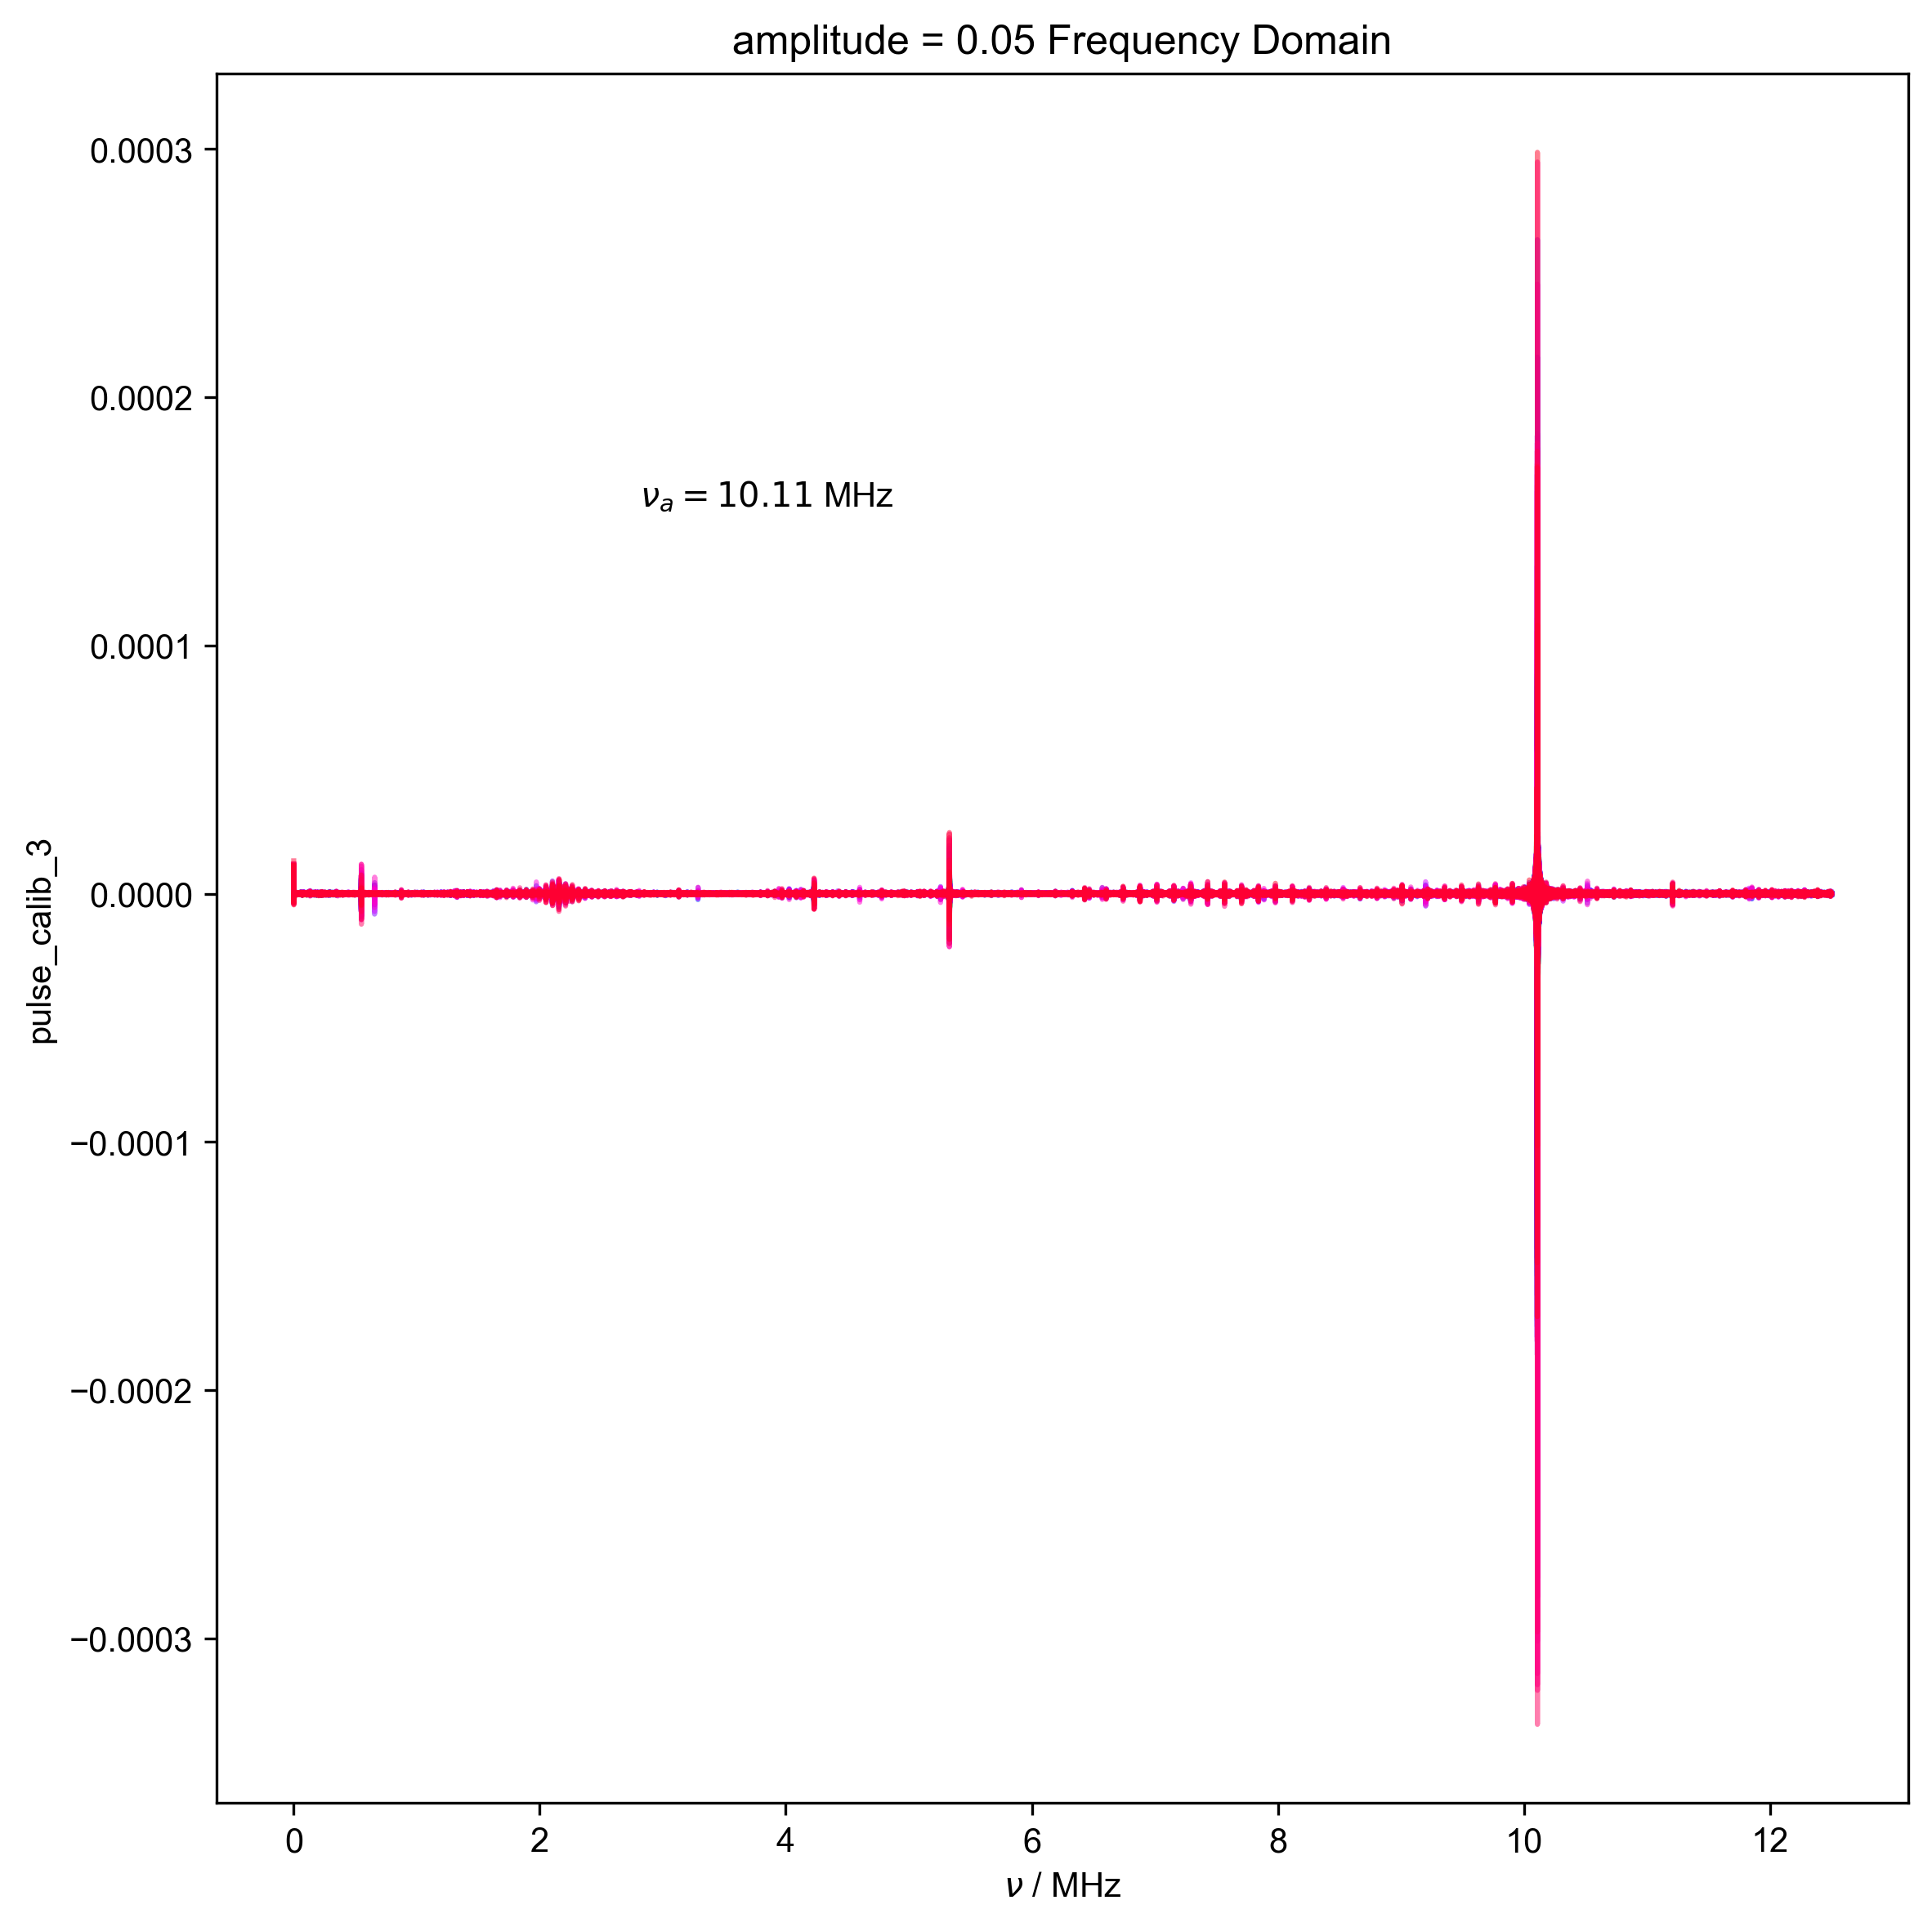 amplitude = 0.05 Frequency Domain
0.0003
0.0002
0.0001
0.0000
−0.0001
−0.0002
−0.0003
pulse_calib_3
νₐ = 10.11 MHz
0 2 4 6 8 10 12
ν / MHz